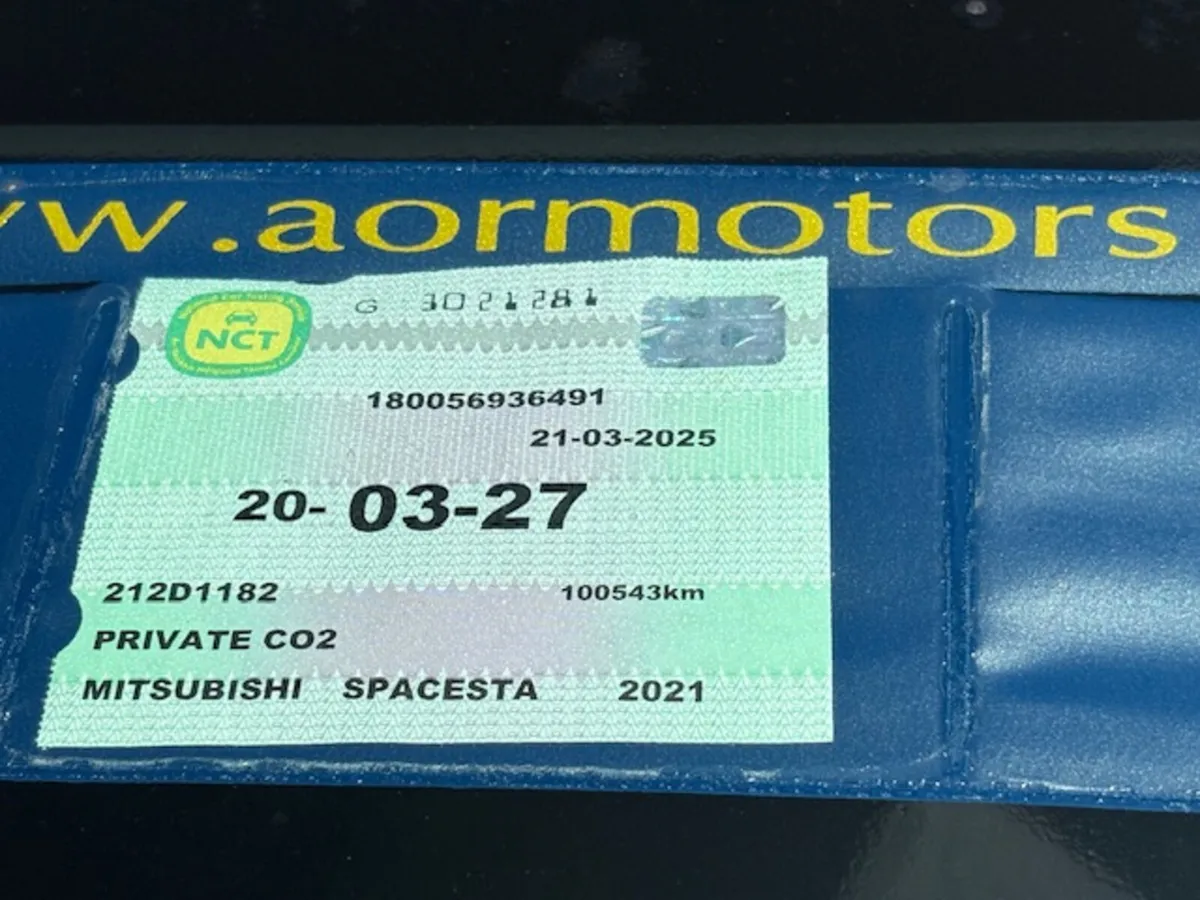 w.aormotors
NCT
G 3021281
180056936491
21-03-2025
20- 03-27
212D1182 100543km
PRIVATE CO2
MITSUBISHI SPACESTA 2021